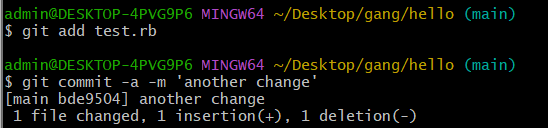 admin@DESKTOP-4PVG9P6 MINGW64 ~/Desktop/gang/hello (main)
$ git add test.rb
admin@DESKTOP-4PVG9P6 MINGW64 ~/Desktop/gang/hello (main)
$ git commit -a -m 'another change'
[main bde9504] another change
 1 file changed, 1 insertion(+), 1 deletion(-)